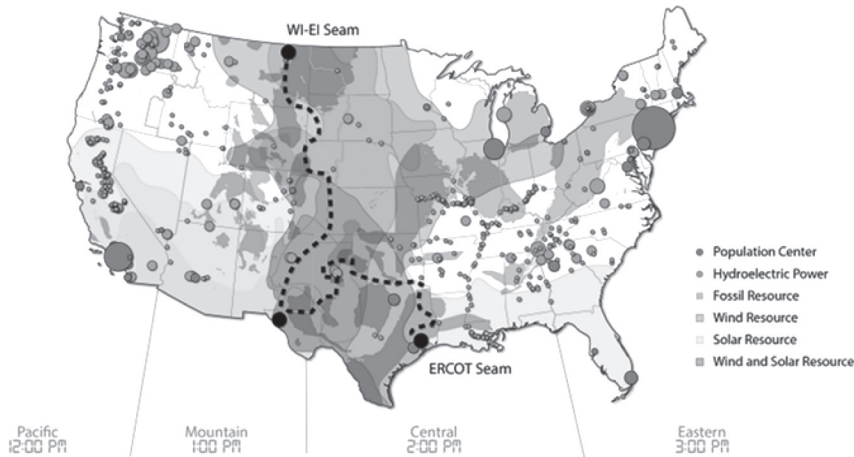 WI-EI Seam
Population Center
Hydroelectric Power
Fossil Resource
Wind Resource
Solar Resource
Wind and Solar Resource
ERCOT Seam
Pacific
12:00 PM
Mountain
1:00 PM
Central
2:00 PM
Eastern
3:00 PM